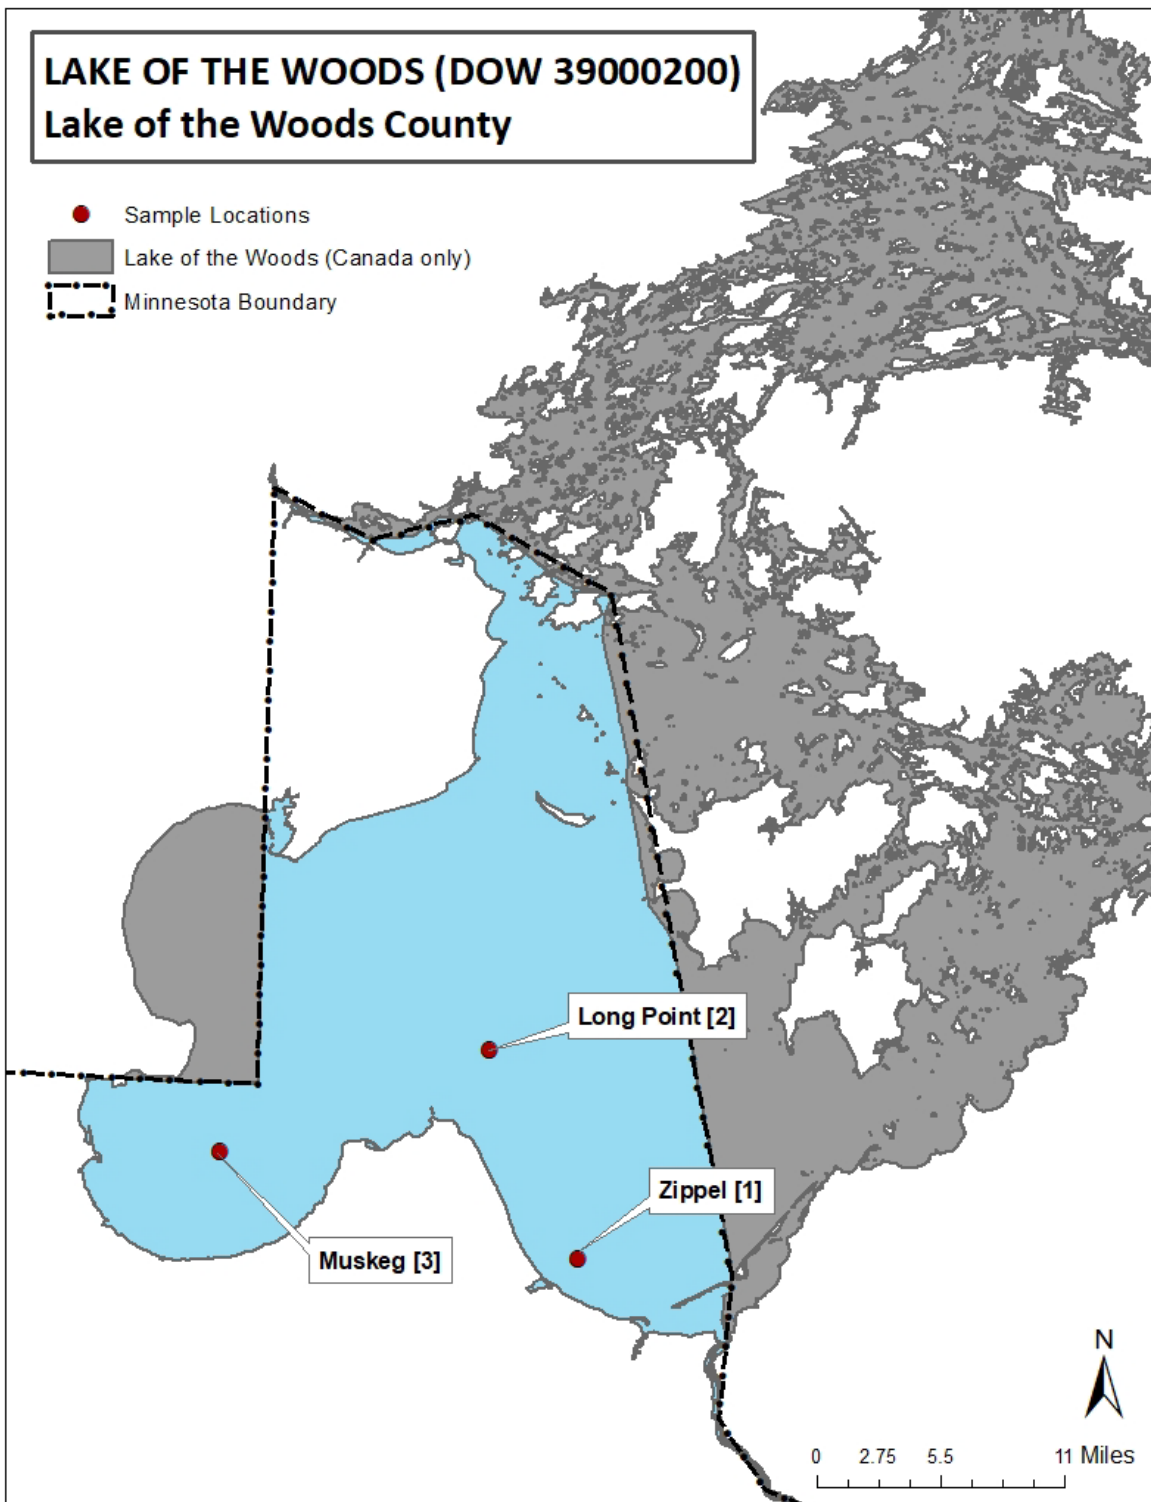 LAKE OF THE WOODS (DOW 39000200)
Lake of the Woods County
Sample Locations
Lake of the Woods (Canada only)
Minnesota Boundary
Long Point [2]
Zippel [1]
Muskeg [3]
N
0 2.75 5.5 11 Miles